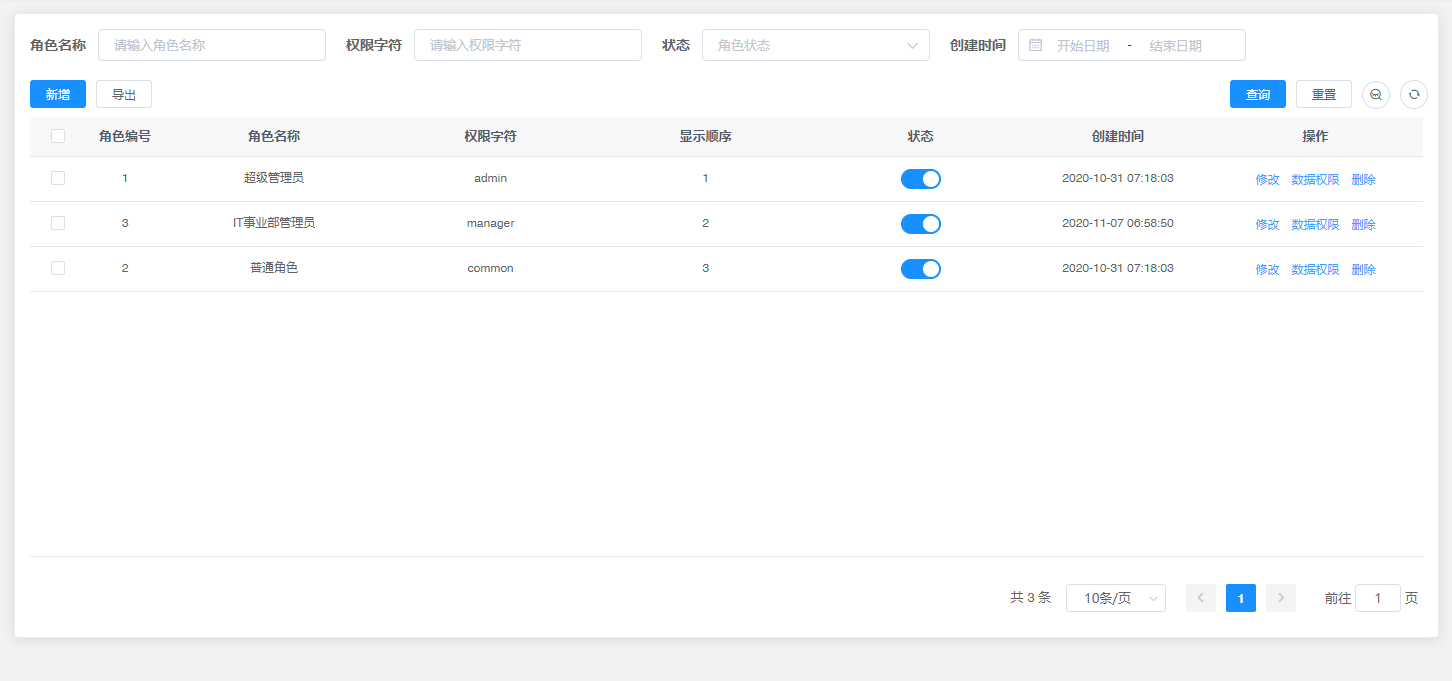 角色名称 请输入角色名称 权限字符 请输入权限字符 状态 角色状态 创建时间 开始日期 - 结束日期
新增 导出 查询 重置
角色编号 角色名称 权限字符 显示顺序 状态 创建时间 操作
1 超级管理员 admin 1 2020-10-31 07:18:03 修改 数据权限 删除
3 IT事业部管理员 manager 2 2020-11-07 06:58:50 修改 数据权限 删除
2 普通角色 common 3 2020-10-31 07:18:03 修改 数据权限 删除
共 3 条 10条/页 1 前往 1 页